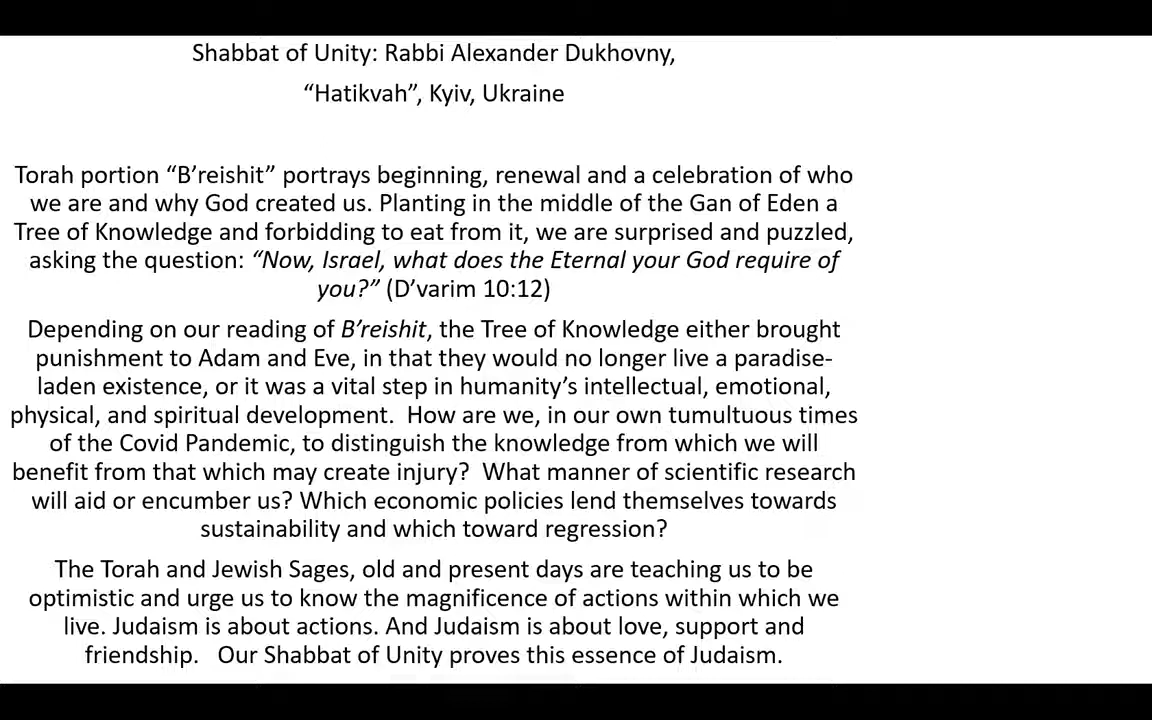 Shabbat of Unity: Rabbi Alexander Dukhovny,
“Hatikvah”, Kyiv, Ukraine
Torah portion “B’reishit” portrays beginning, renewal and a celebration of who
we are and why God created us. Planting in the middle of the Gan of Eden a
Tree of Knowledge and forbidding to eat from it, we are surprised and puzzled,
asking the question: “Now, Israel, what does the Eternal your God require of
you?” (D’varim 10:12)
Depending on our reading of B’reishit, the Tree of Knowledge either brought
punishment to Adam and Eve, in that they would no longer live a paradise-
laden existence, or it was a vital step in humanity’s intellectual, emotional,
physical, and spiritual development.  How are we, in our own tumultuous times
of the Covid Pandemic, to distinguish the knowledge from which we will
benefit from that which may create injury?  What manner of scientific research
will aid or encumber us? Which economic policies lend themselves towards
sustainability and which toward regression?
The Torah and Jewish Sages, old and present days are teaching us to be
optimistic and urge us to know the magnificence of actions within which we
live. Judaism is about actions. And Judaism is about love, support and
friendship.   Our Shabbat of Unity proves this essence of Judaism.